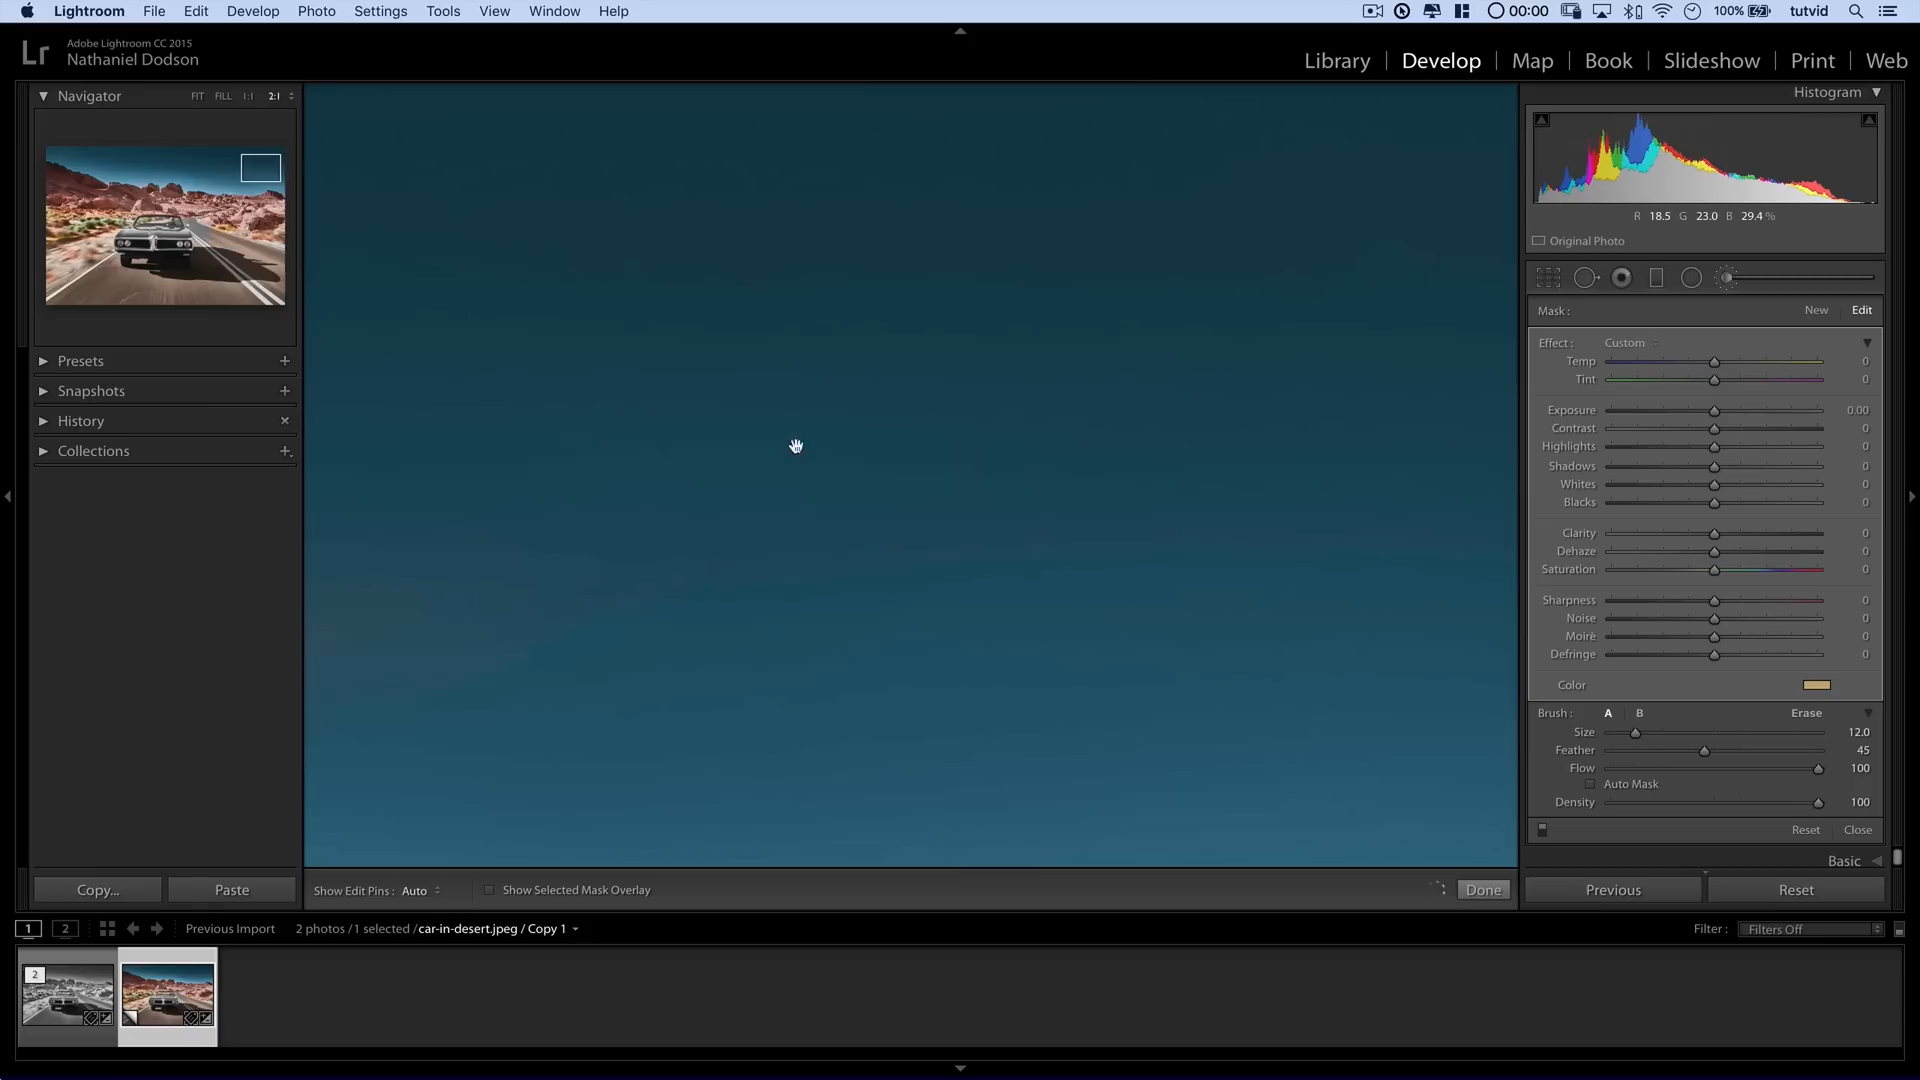 Lightroom File Edit Develop Photo Settings Tools View Window Help 00:00 100% tutvid
Lr Adobe Lightroom CC 2015
Nathaniel Dodson
Library | Develop | Map | Book | Slideshow | Print | Web
Navigator FIT FILL 1:1 2:1
Histogram
R 18.5 G 23.0 B 29.4 %
Original Photo
Mask : New Edit
Effect : Custom
Temp 0
Tint 0
Exposure 0.00
Contrast 0
Highlights 0
Shadows 0
Whites 0
Blacks 0
Clarity 0
Dehaze 0
Saturation 0
Sharpness 0
Noise 0
Moiré 0
Defringe 0
Color
Brush : A B Erase
Size 12.0
Feather 45
Flow 100
Auto Mask
Density 100
Reset Close
Basic
Presets
Snapshots
History
Collections
Copy... Paste
Show Edit Pins : Auto Show Selected Mask Overlay Done
Previous Reset
1 2 Previous Import 2 photos /1 selected /car-in-desert.jpeg / Copy 1 Filter : Filters Off
2